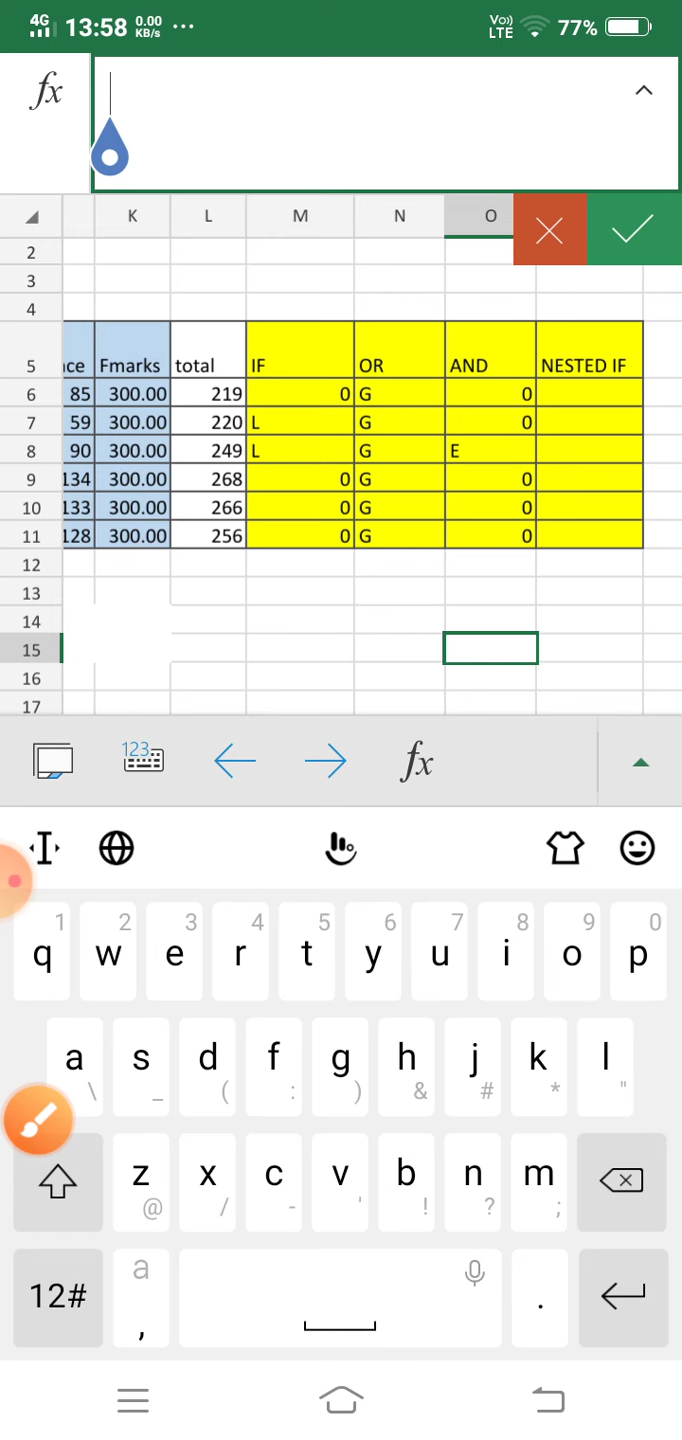 4G 13:58 0.00 KB/s ... Vo)) LTE 77%
fx
K L M N O
2
3
4
5 ce Fmarks total IF OR AND NESTED IF
6 85 300.00 219 0 G 0
7 59 300.00 220 L G 0
8 90 300.00 249 L G E
9 134 300.00 268 0 G 0
10 133 300.00 266 0 G 0
11 128 300.00 256 0 G 0
12
13
14
15
16
17
123 fx
1 2 3 4 5 6 7 8 9 0
q w e r t y u i o p
a s d f g h j k l
\ _ ( : ) & # * "
z x c v b n m
@ / - ' ! ? ;
12# a , .